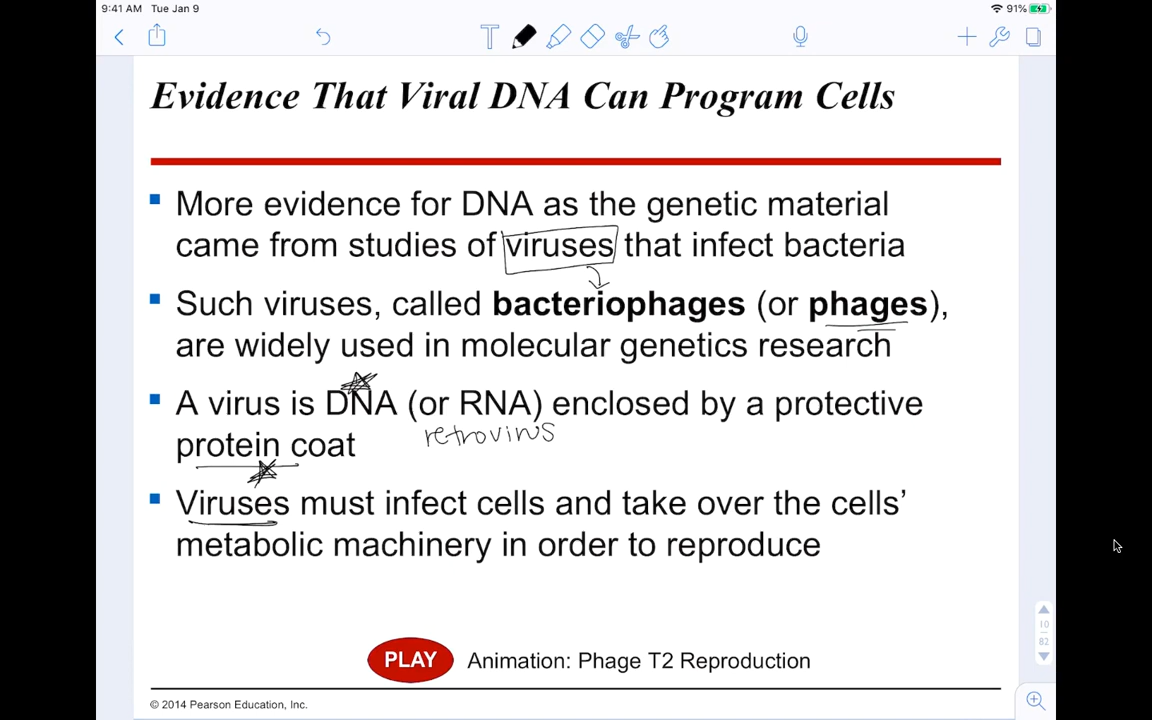 9:41 AM Tue Jan 9
91%
T
Evidence That Viral DNA Can Program Cells
More evidence for DNA as the genetic material
came from studies of viruses that infect bacteria
Such viruses, called bacteriophages (or phages),
are widely used in molecular genetics research
A virus is DNA (or RNA) enclosed by a protective
retrovirus
protein coat
Viruses must infect cells and take over the cells’
metabolic machinery in order to reproduce
PLAY Animation: Phage T2 Reproduction
© 2014 Pearson Education, Inc.
10
82